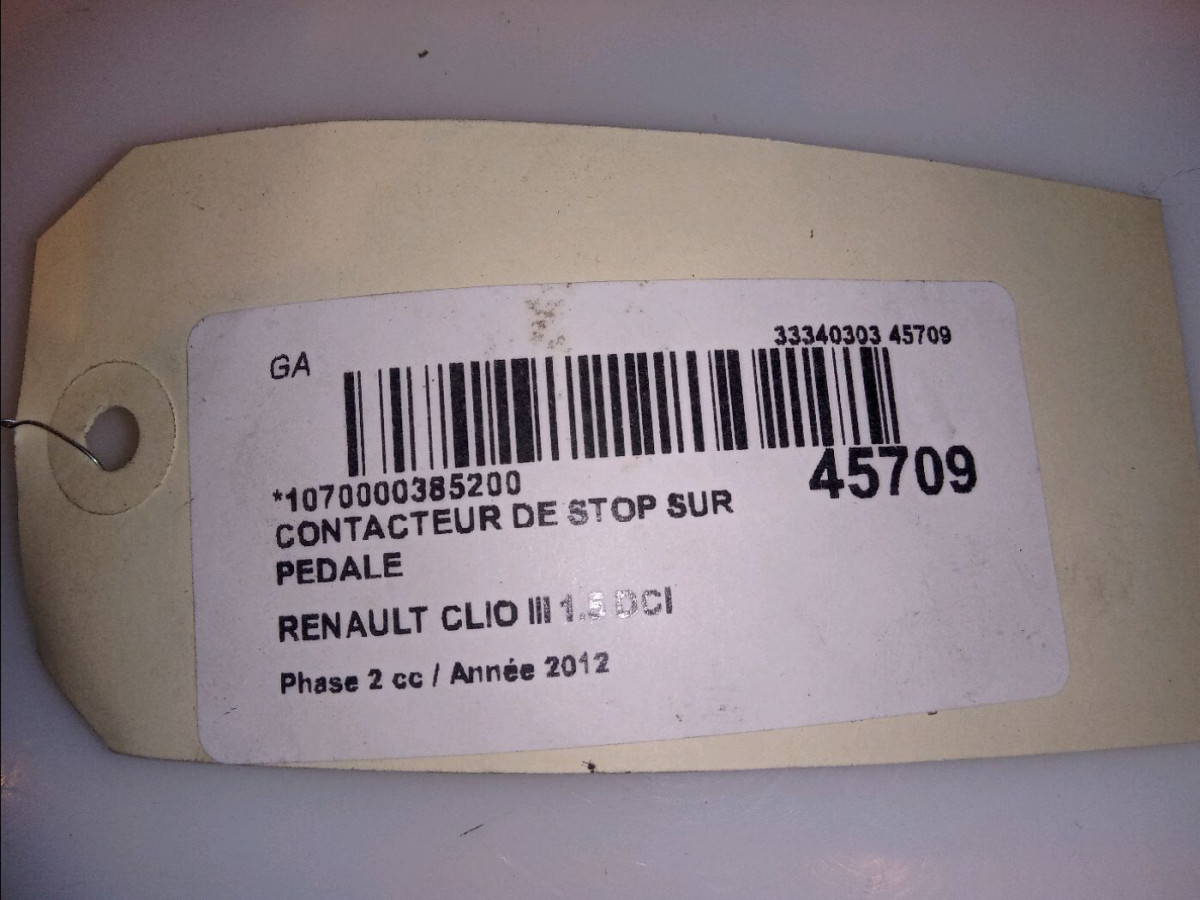 GA
33340303 45709
*1070000385200
45709
CONTACTEUR DE STOP SUR
PEDALE
RENAULT CLIO III 1.5 DCI
Phase 2 cc / Année 2012